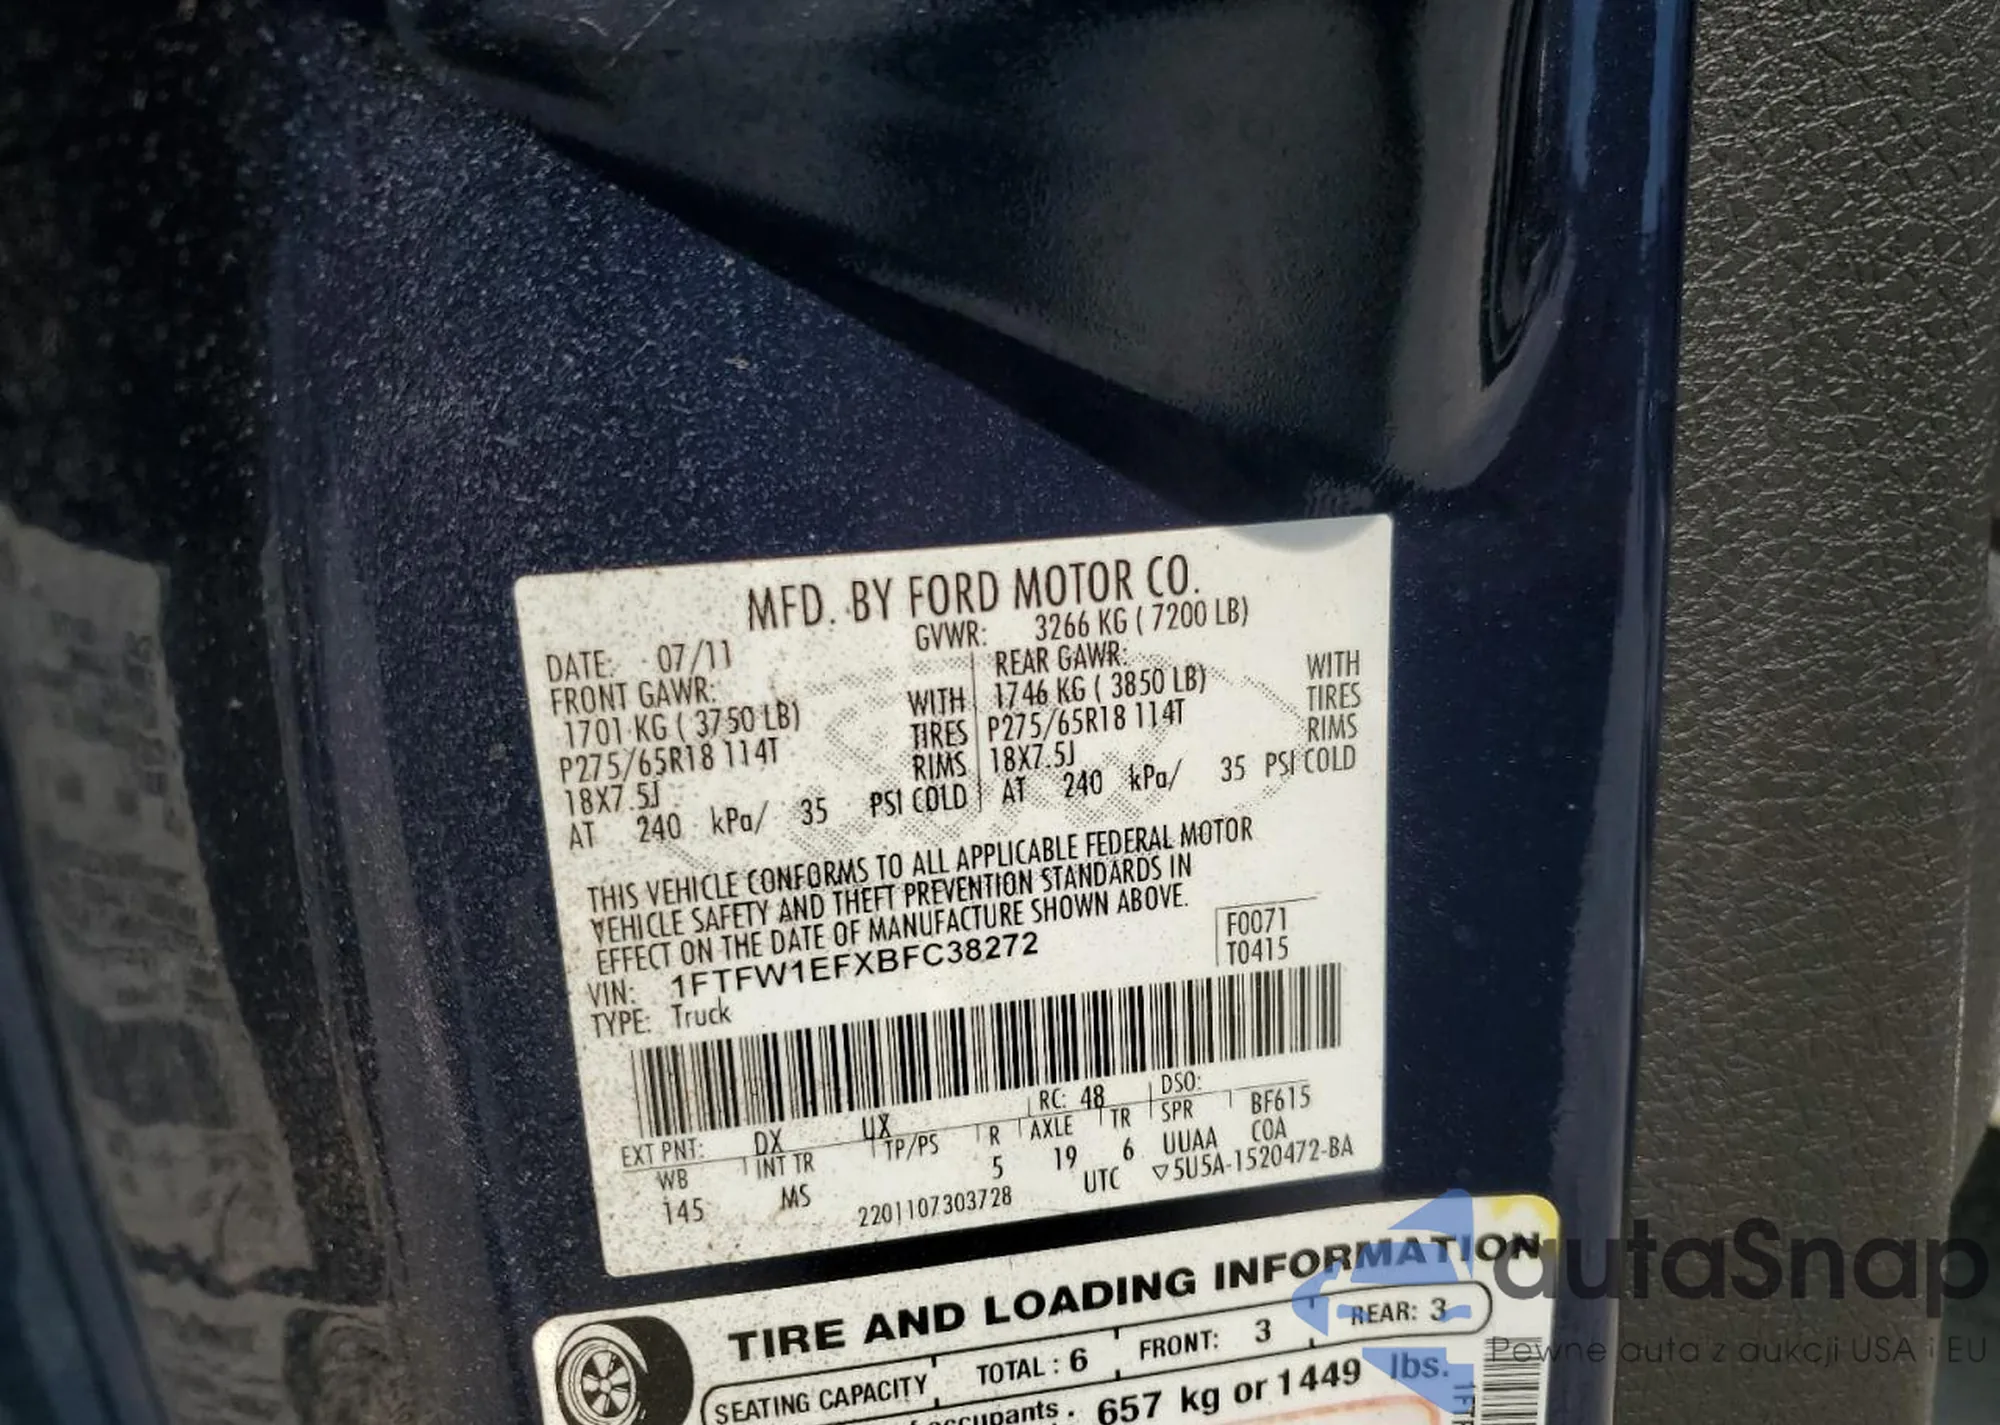 MFD. BY FORD MOTOR CO.
DATE: 07/11 GVWR: 3266 KG ( 7200 LB)
FRONT GAWR: REAR GAWR:
1701 KG ( 3750 LB) WITH 1746 KG ( 3850 LB) WITH
P275/65R18 114T TIRES P275/65R18 114T TIRES
18X7.5J RIMS 18X7.5J RIMS
AT 240 kPa/ 35 PSI COLD AT 240 kPa/ 35 PSI COLD
THIS VEHICLE CONFORMS TO ALL APPLICABLE FEDERAL MOTOR
VEHICLE SAFETY AND THEFT PREVENTION STANDARDS IN
EFFECT ON THE DATE OF MANUFACTURE SHOWN ABOVE.
VIN: 1FTFW1EFXBFC38272 F0071
TYPE: Truck T0415
EXT PNT: DX UX RC: 48 DSO:
WB INT TR TP/PS R AXLE TR SPR BF615
145 MS 5 19 6 UUAA COA
2201107303728 UTC ▽5U5A-1520472-BA
TIRE AND LOADING INFORMATION
SEATING CAPACITY TOTAL : 6 FRONT: 3 REAR: 3
657 kg or 1449 lbs.
1FTF
autaSnap
Pewne auta z aukcji USA i EU